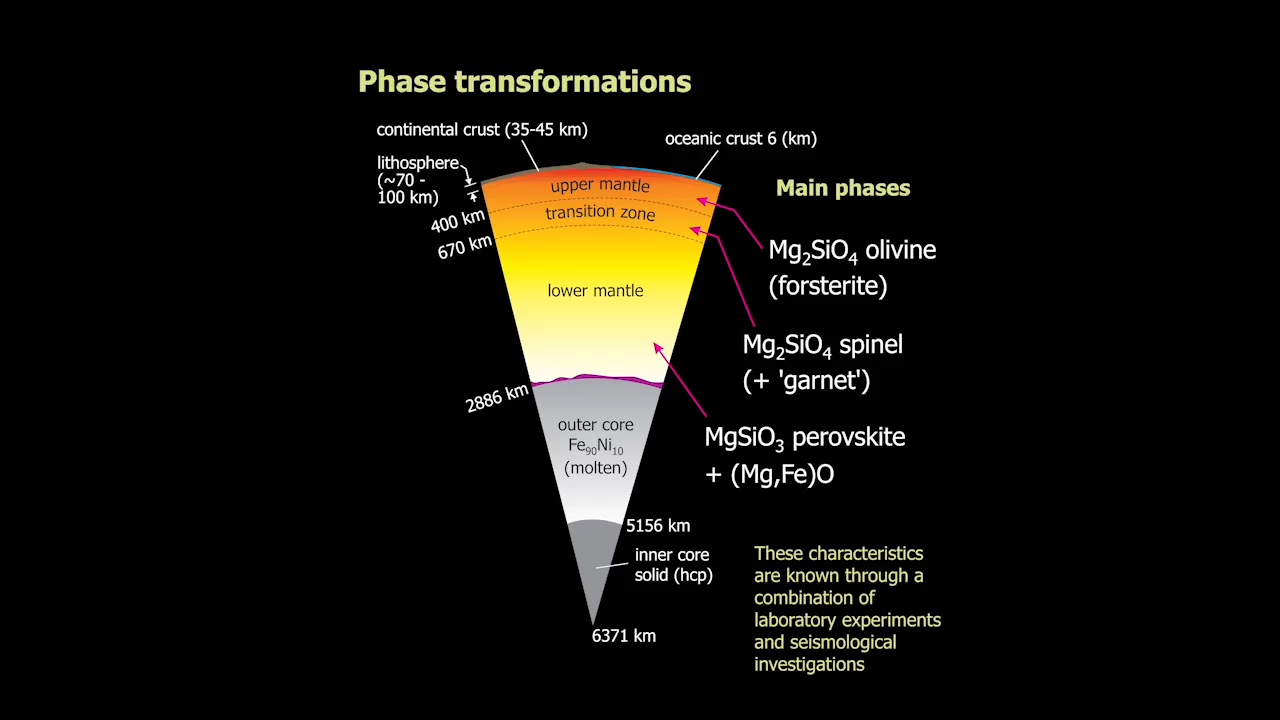 Phase transformations
continental crust (35-45 km)
oceanic crust 6 (km)
lithosphere
(~70 -
100 km)
upper mantle
Main phases
400 km
transition zone
670 km
Mg₂SiO₄ olivine
(forsterite)
lower mantle
Mg₂SiO₄ spinel
(+ 'garnet')
2886 km
outer core
Fe₉₀Ni₁₀
(molten)
MgSiO₃ perovskite
+ (Mg,Fe)O
5156 km
inner core
solid (hcp)
6371 km
These characteristics
are known through a
combination of
laboratory experiments
and seismological
investigations